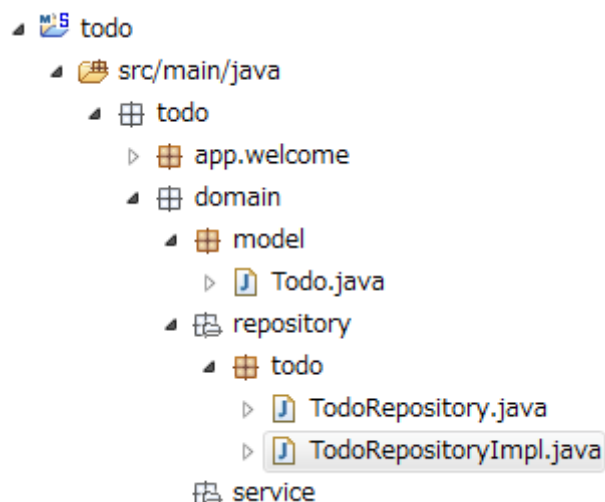 todo
src/main/java
todo
app.welcome
domain
model
Todo.java
repository
todo
TodoRepository.java
TodoRepositoryImpl.java
service